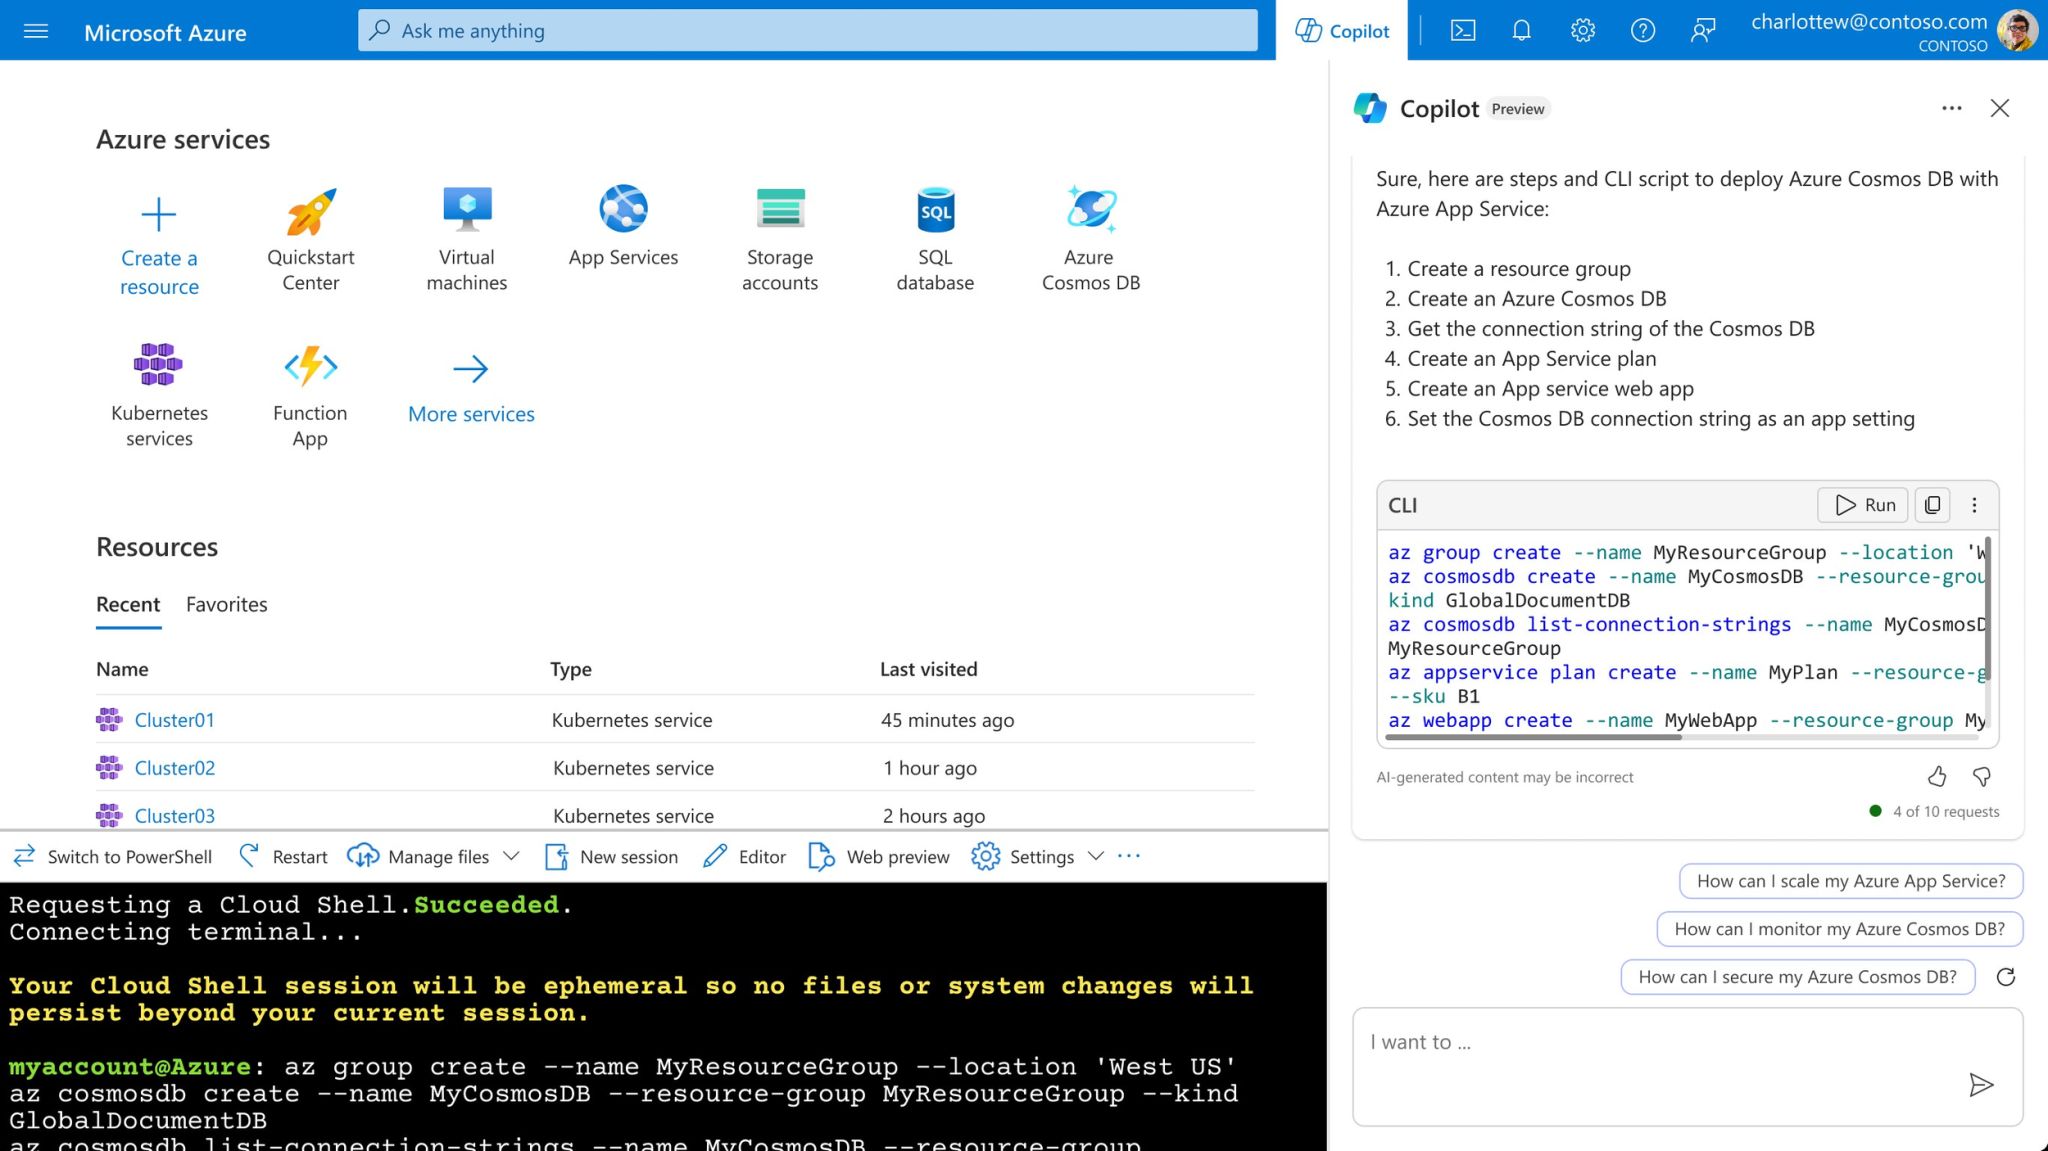 Microsoft Azure
Ask me anything
Copilot
charlottew@contoso.com
CONTOSO
Azure services
Create a
resource
Quickstart
Center
Virtual
machines
App Services
Storage
accounts
SQL
SQL
database
Azure
Cosmos DB
Kubernetes
services
Function
App
More services
Resources
Recent
Favorites
Name
Type
Last visited
Cluster01
Kubernetes service
45 minutes ago
Cluster02
Kubernetes service
1 hour ago
Cluster03
Kubernetes service
2 hours ago
Switch to PowerShell
Restart
Manage files
New session
Editor
Web preview
Settings
Requesting a Cloud Shell.Succeeded.
Connecting terminal...
Your Cloud Shell session will be ephemeral so no files or system changes will
persist beyond your current session.
myaccount@Azure: az group create --name MyResourceGroup --location 'West US'
az cosmosdb create --name MyCosmosDB --resource-group MyResourceGroup --kind
GlobalDocumentDB
az cosmosdb list-connection-strings --name MyCosmosDB --resource-group
Copilot
Preview
Sure, here are steps and CLI script to deploy Azure Cosmos DB with
Azure App Service:
1. Create a resource group
2. Create an Azure Cosmos DB
3. Get the connection string of the Cosmos DB
4. Create an App Service plan
5. Create an App service web app
6. Set the Cosmos DB connection string as an app setting
CLI
Run
az group create --name MyResourceGroup --location 'W
az cosmosdb create --name MyCosmosDB --resource-grou
kind GlobalDocumentDB
az cosmosdb list-connection-strings --name MyCosmosD
MyResourceGroup
az appservice plan create --name MyPlan --resource-g
--sku B1
az webapp create --name MyWebApp --resource-group My
AI-generated content may be incorrect
4 of 10 requests
How can I scale my Azure App Service?
How can I monitor my Azure Cosmos DB?
How can I secure my Azure Cosmos DB?
I want to ...